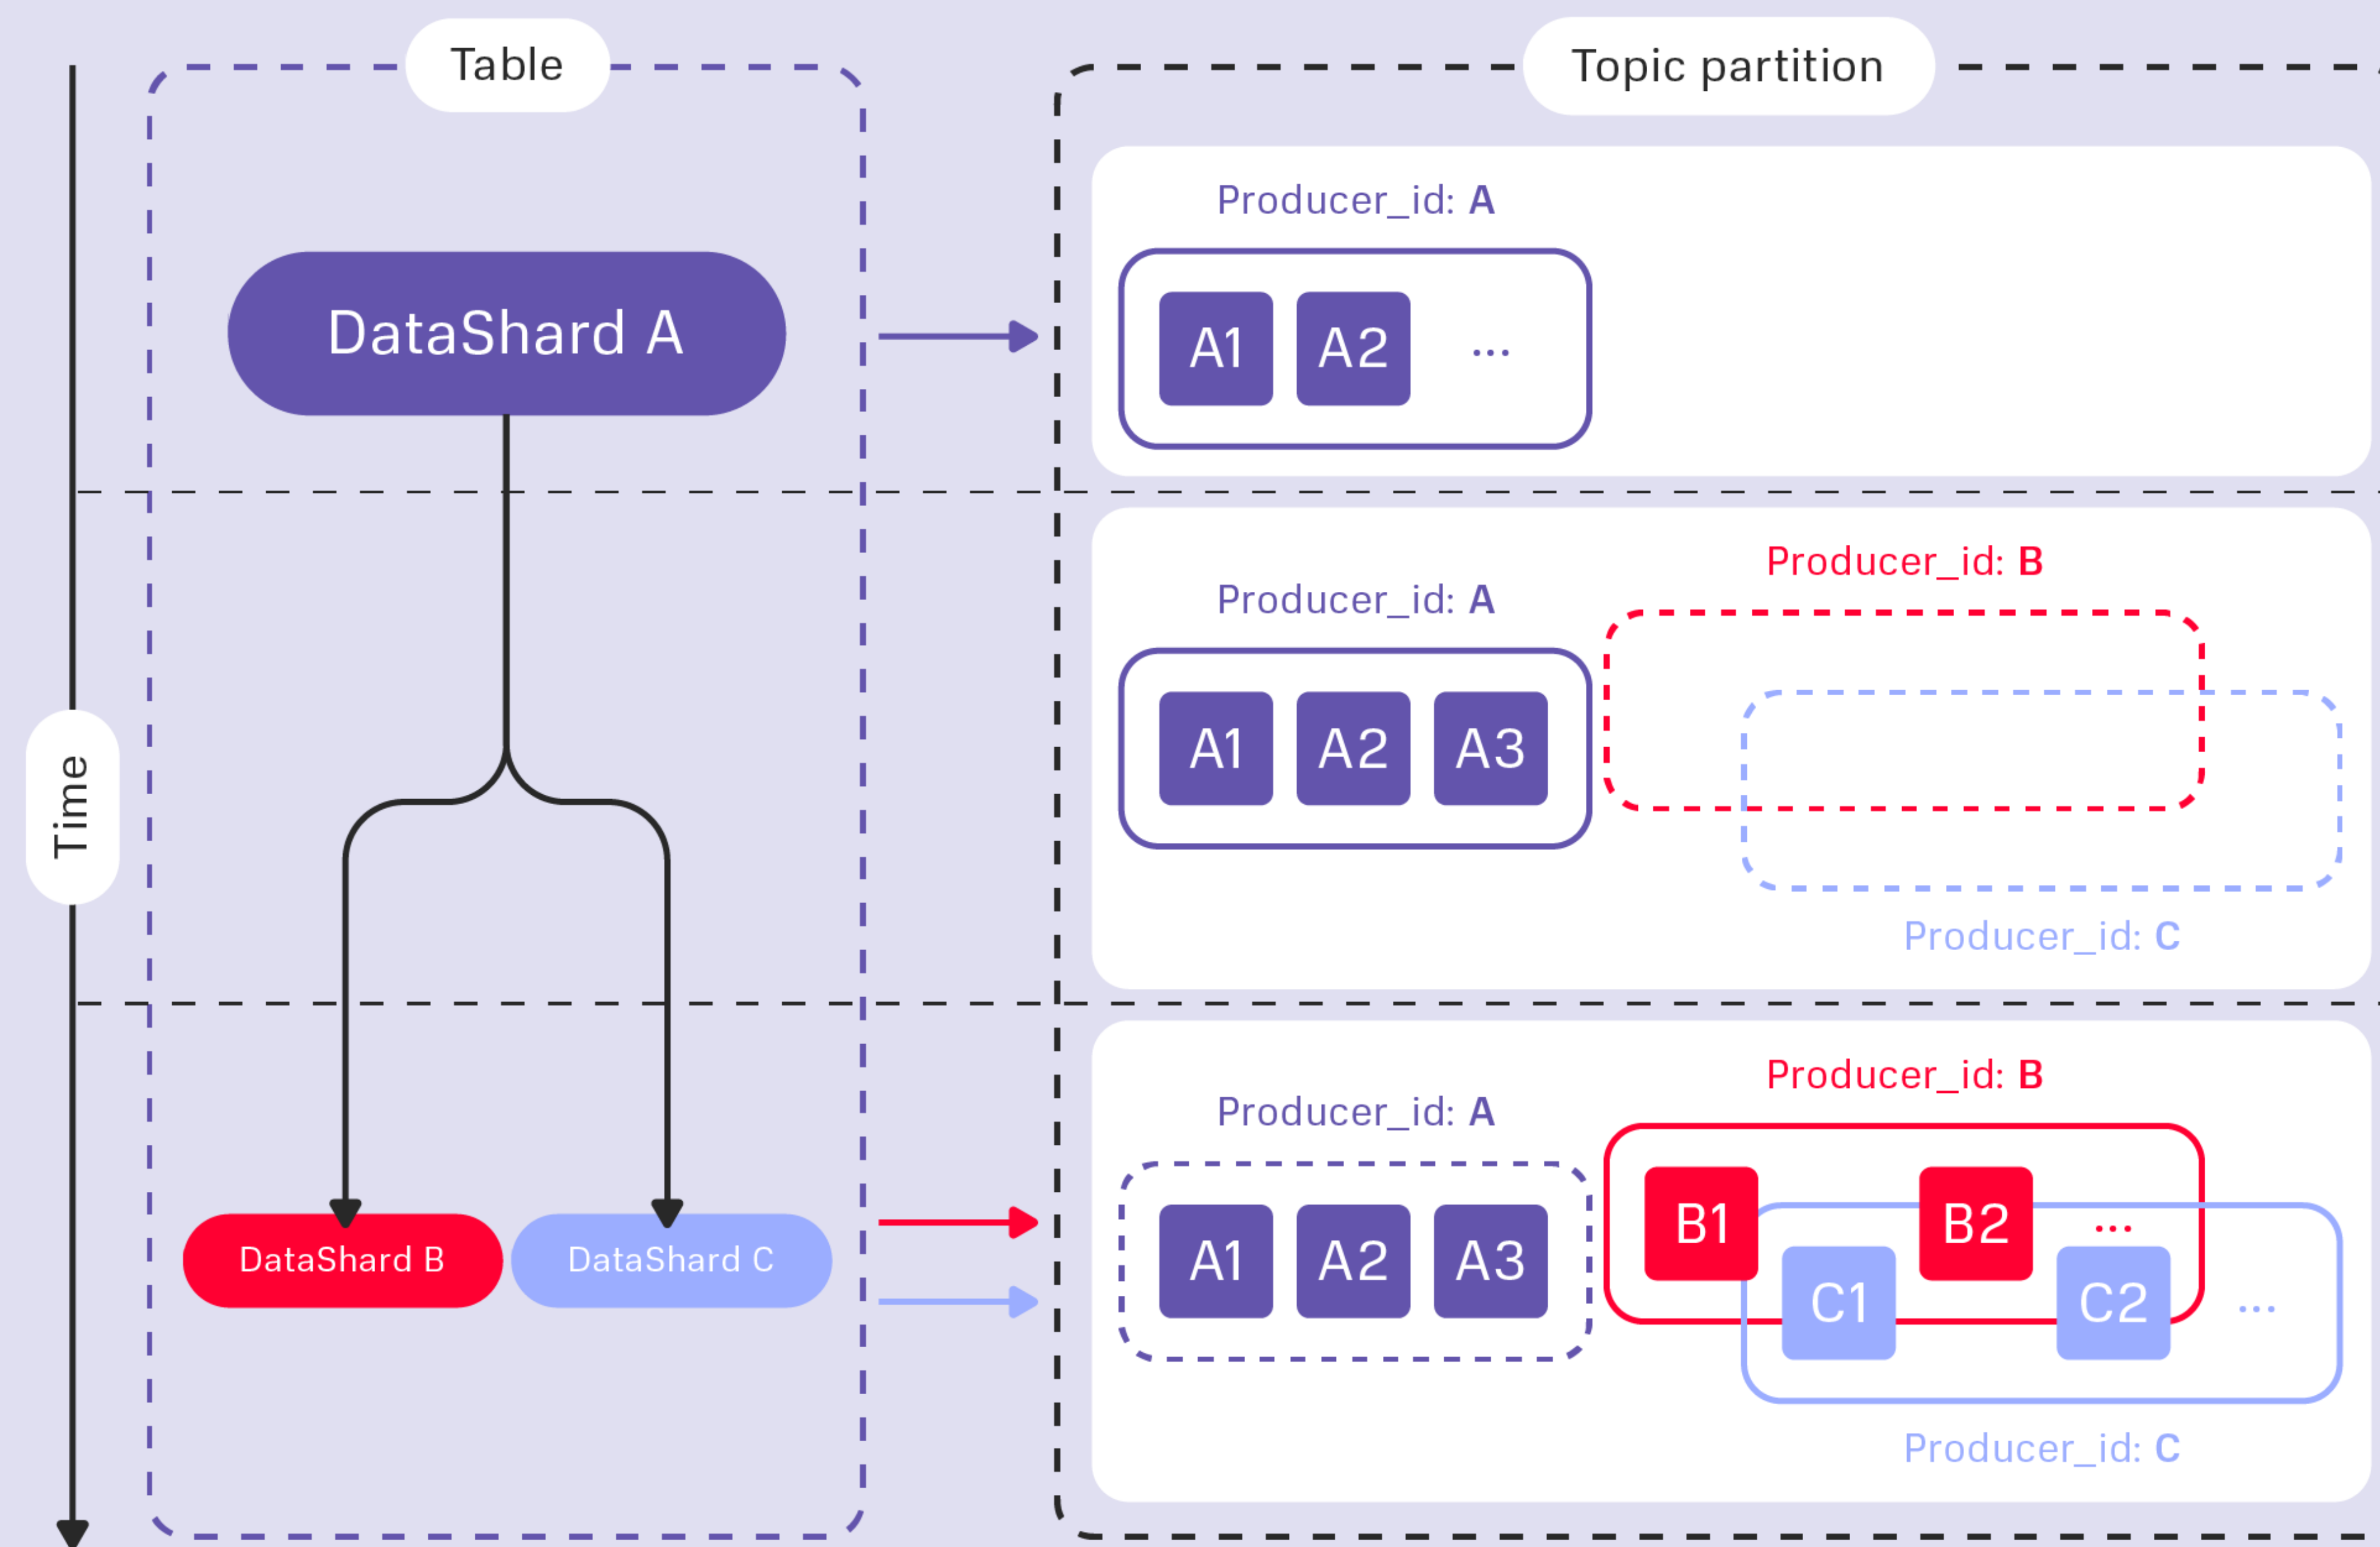 Table
Topic partition
Producer_id: A
DataShard A
A1 A2 ...
Time
Producer_id: B
Producer_id: A
A1 A2 A3
Producer_id: C
Producer_id: B
Producer_id: A
DataShard B
DataShard C
A1 A2 A3
B1 B2 ...
C1 C2 ...
Producer_id: C